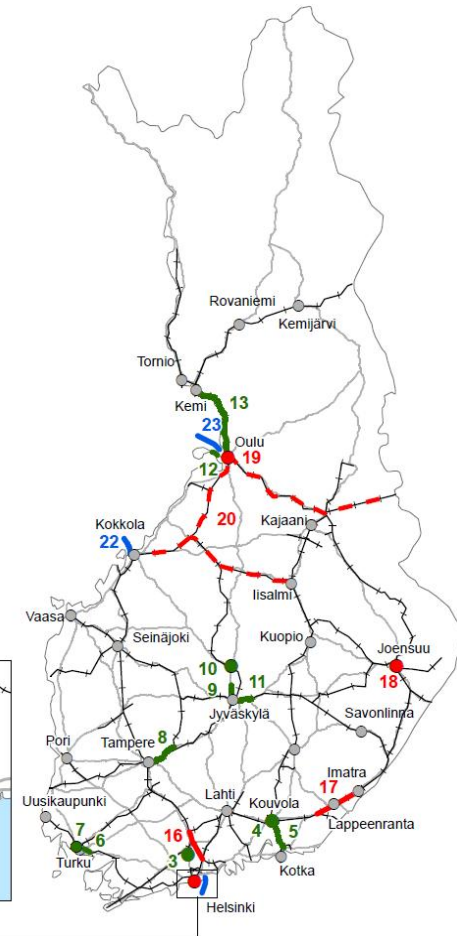 Rovaniemi
Kemijärvi
Tornio
Kemi
13
23
Oulu
12
19
20
Kokkola
22
Kajaani
Iisalmi
Vaasa
Seinäjoki
Kuopio
Joensuu
10
9
11
18
Jyväskylä
Savonlinna
Pori
Tampere
8
Imatra
17
Uusikaupunki
Lahti
Kouvola
Lappeenranta
7
6
16
4
5
Turku
3
Kotka
Helsinki